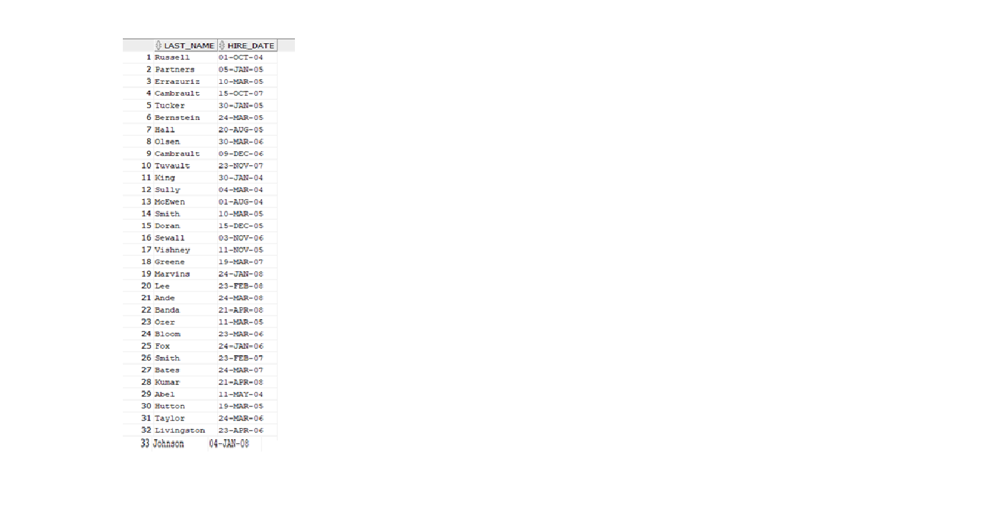 LAST_NAME HIRE_DATE
1 Russell 01-OCT-04
2 Partners 05-JAN-05
3 Errazuriz 10-MAR-05
4 Cambrault 15-OCT-07
5 Tucker 30-JAN-05
6 Bernstein 24-MAR-05
7 Hall 20-AUG-05
8 Olsen 30-MAR-06
9 Cambrault 09-DEC-06
10 Tuvault 23-NOV-07
11 King 30-JAN-04
12 Sully 04-MAR-04
13 McEwen 01-AUG-04
14 Smith 10-MAR-05
15 Doran 15-DEC-05
16 Sewall 03-NOV-06
17 Vishney 11-NOV-05
18 Greene 19-MAR-07
19 Marvins 24-JAN-08
20 Lee 23-FEB-08
21 Ande 24-MAR-08
22 Banda 21-APR-08
23 Ozer 11-MAR-05
24 Bloom 23-MAR-06
25 Fox 24-JAN-06
26 Smith 23-FEB-07
27 Bates 24-MAR-07
28 Kumar 21-APR-08
29 Abel 11-MAY-04
30 Hutton 19-MAR-05
31 Taylor 24-MAR-06
32 Livingston 23-APR-06
33 Johnson 04-JAN-08